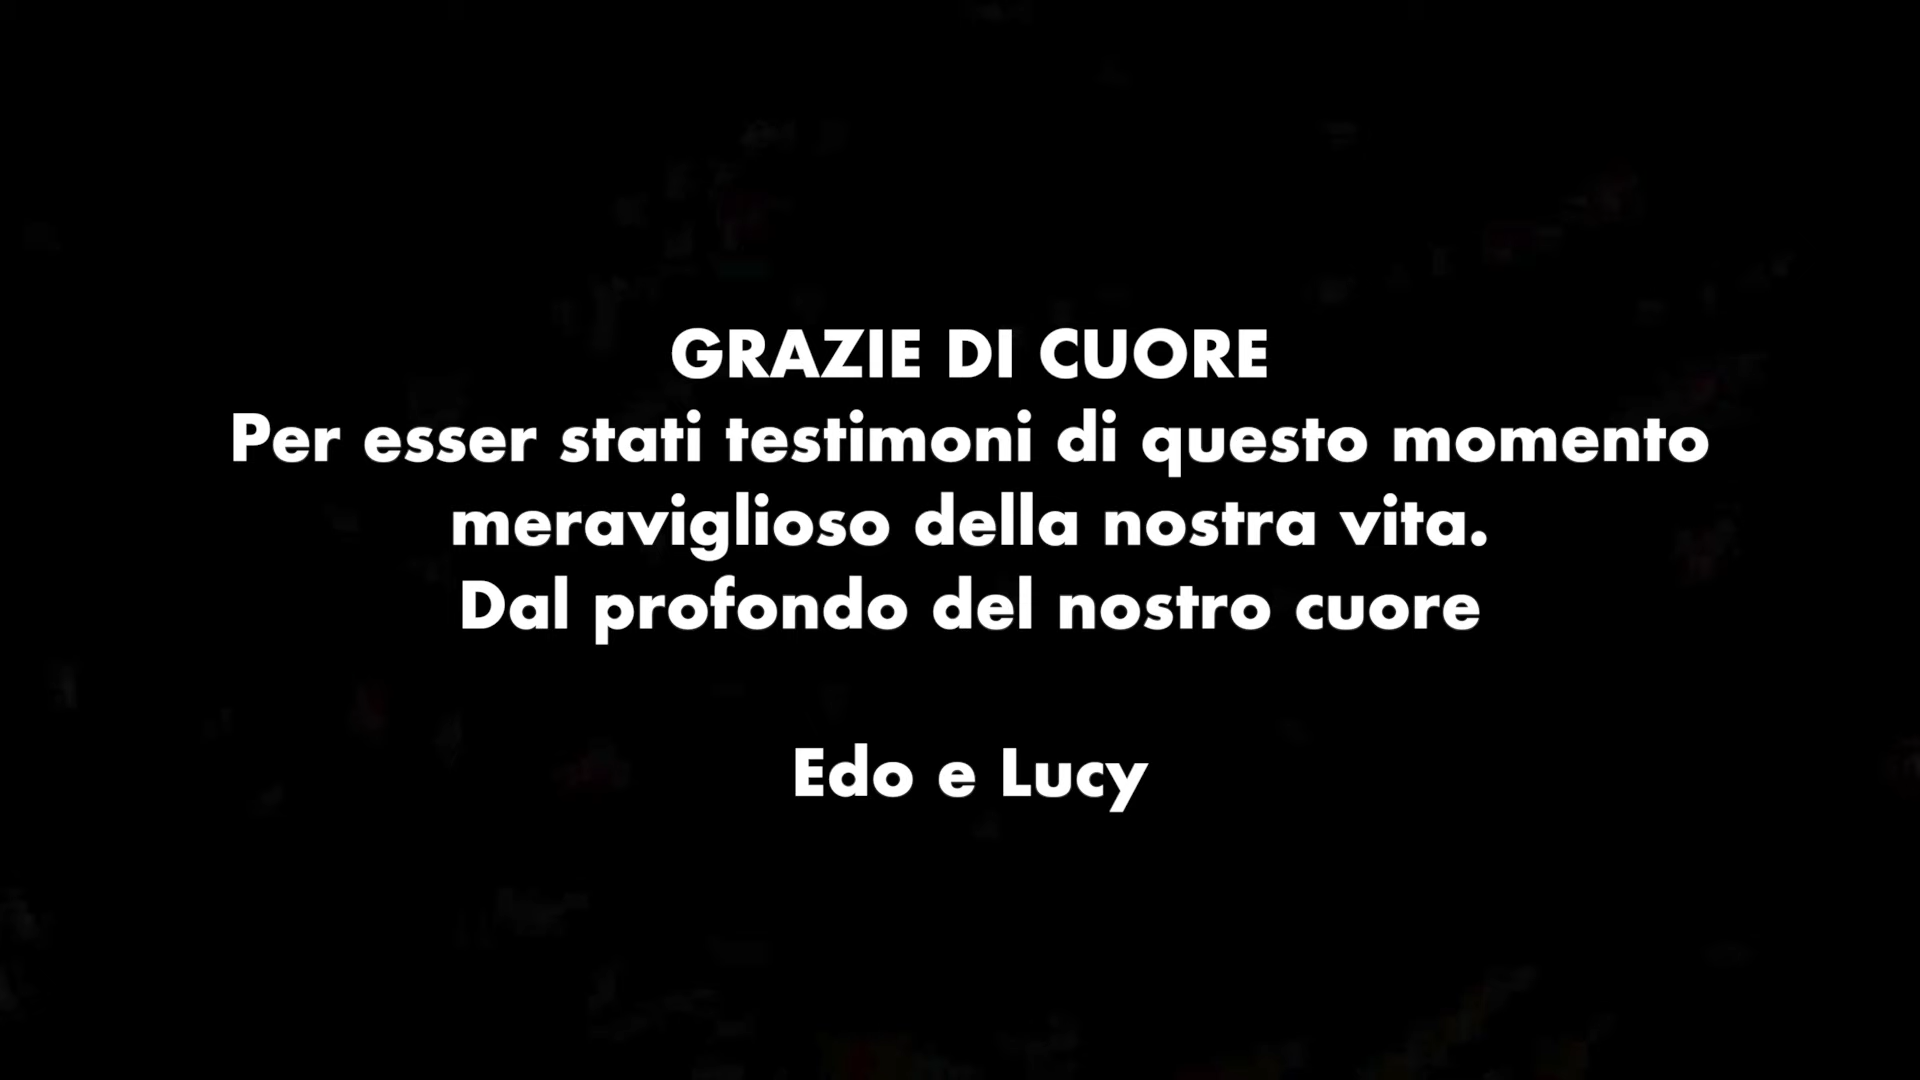 GRAZIE DI CUORE
Per esser stati testimoni di questo momento
meraviglioso della nostra vita.
Dal profondo del nostro cuore
Edo e Lucy